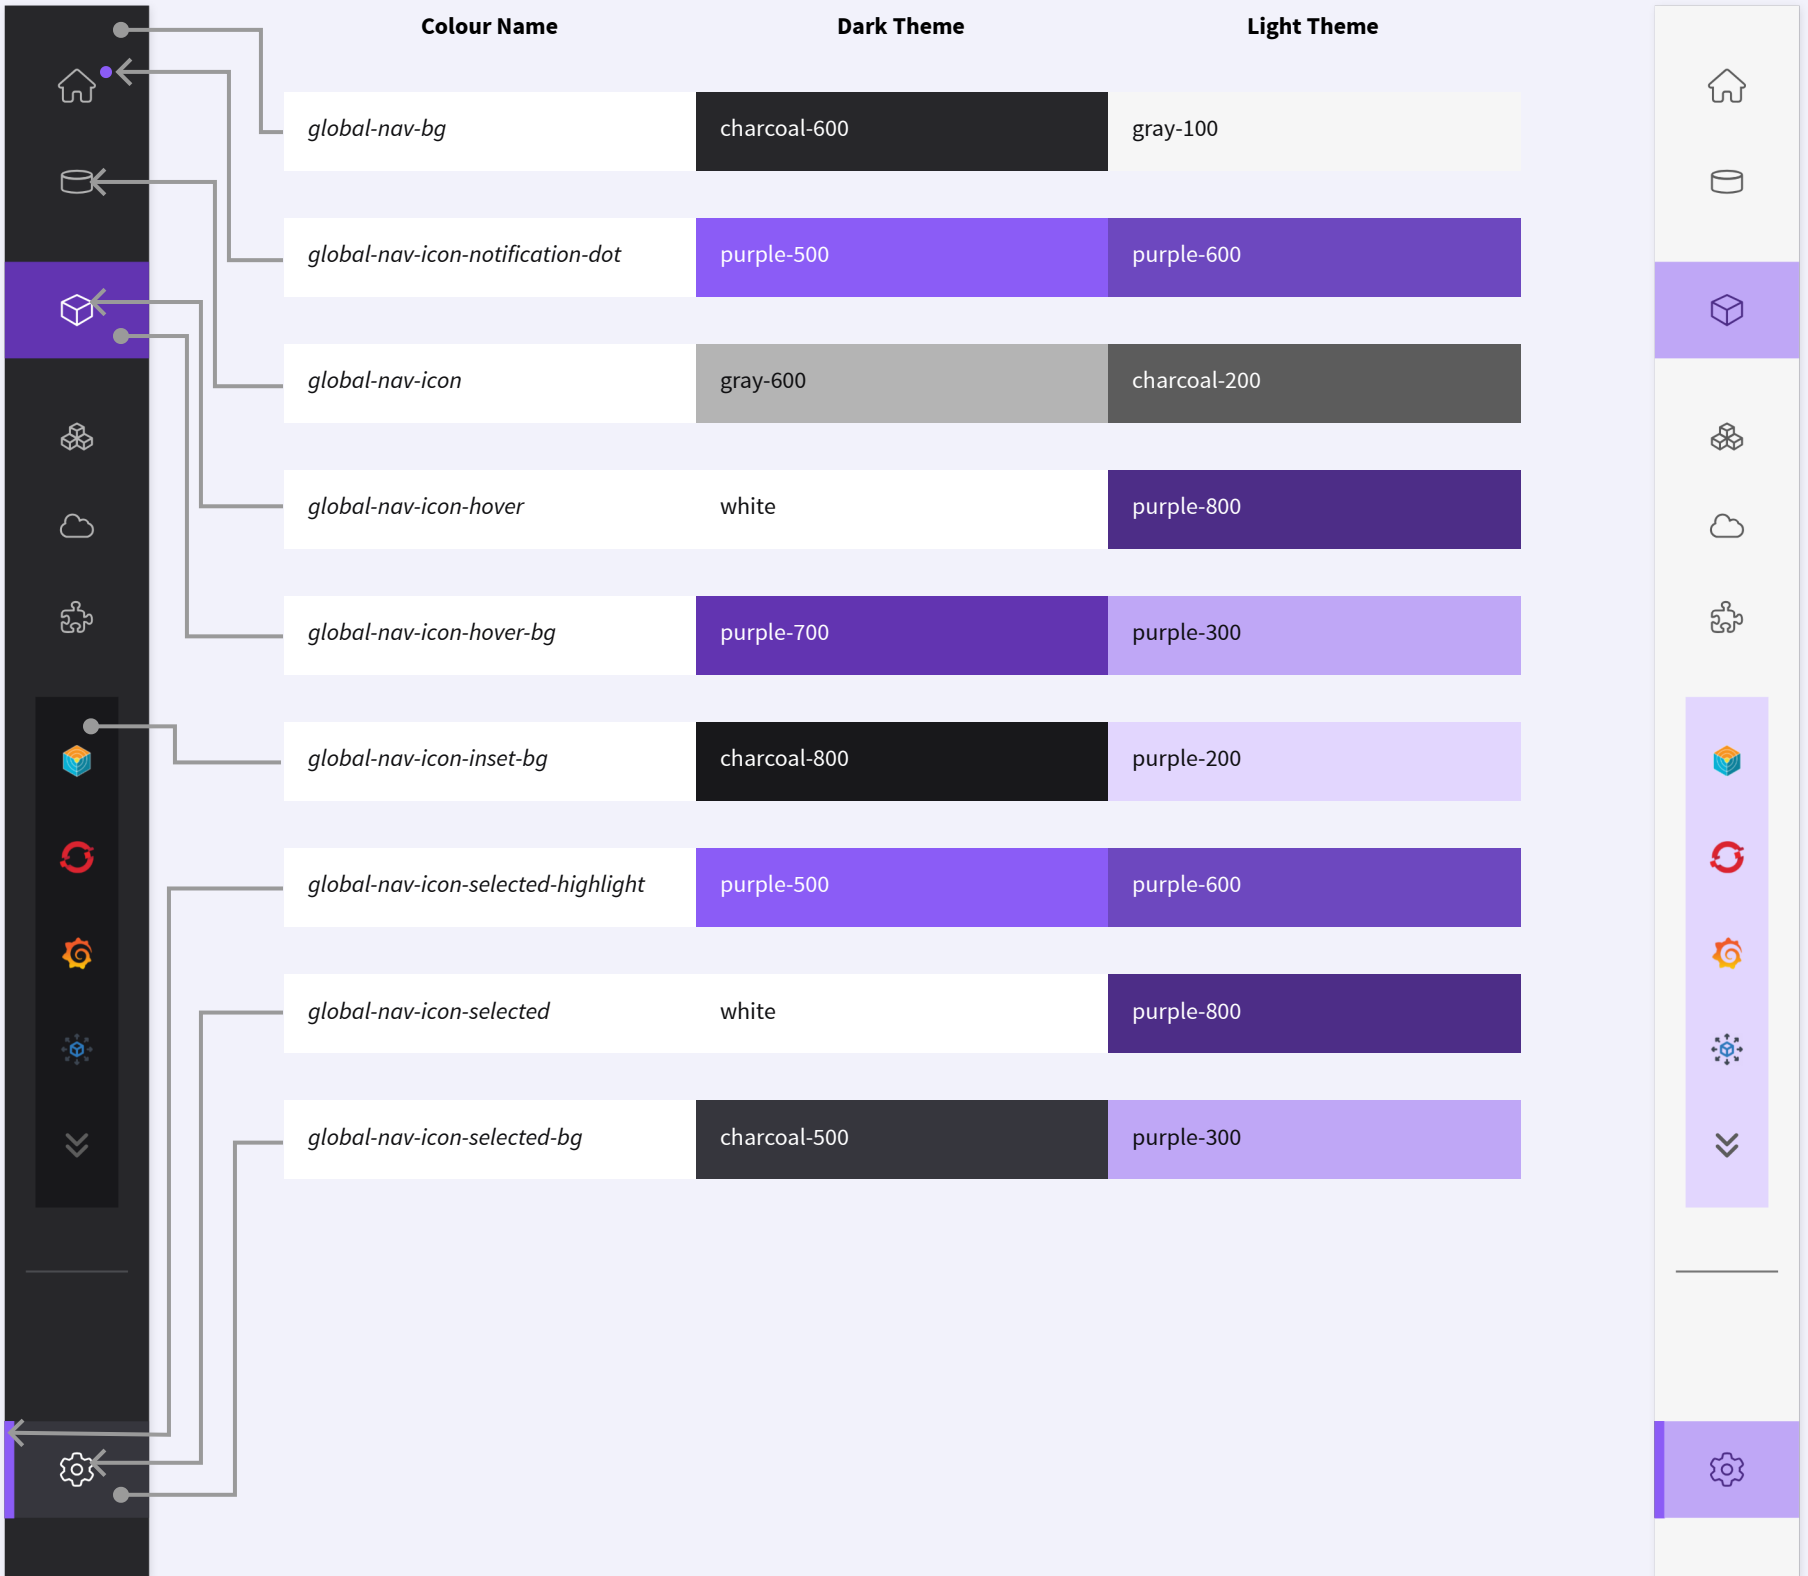 Colour Name Dark Theme Light Theme
global-nav-bg charcoal-600 gray-100
global-nav-icon-notification-dot purple-500 purple-600
global-nav-icon gray-600 charcoal-200
global-nav-icon-hover white purple-800
global-nav-icon-hover-bg purple-700 purple-300
global-nav-icon-inset-bg charcoal-800 purple-200
global-nav-icon-selected-highlight purple-500 purple-600
global-nav-icon-selected white purple-800
global-nav-icon-selected-bg charcoal-500 purple-300